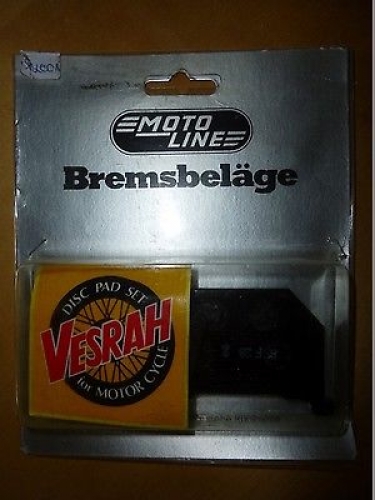 MOTO
LINE
Bremsbeläge
DISC PAD SET
VESRAH
for MOTOR CYCLE